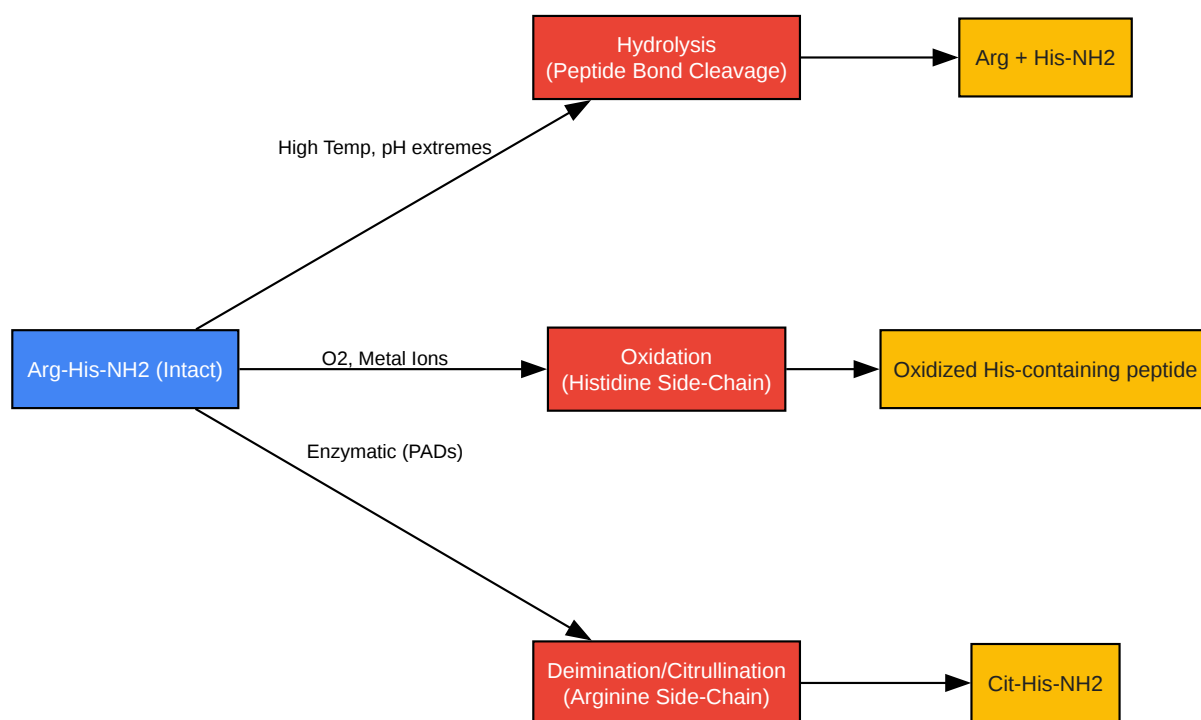 Hydrolysis
(Peptide Bond Cleavage)
Arg + His-NH2
High Temp, pH extremes
Arg-His-NH2 (Intact)
O2, Metal Ions
Oxidation
(Histidine Side-Chain)
Oxidized His-containing peptide
Enzymatic (PADs)
Deimination/Citrullination
(Arginine Side-Chain)
Cit-His-NH2